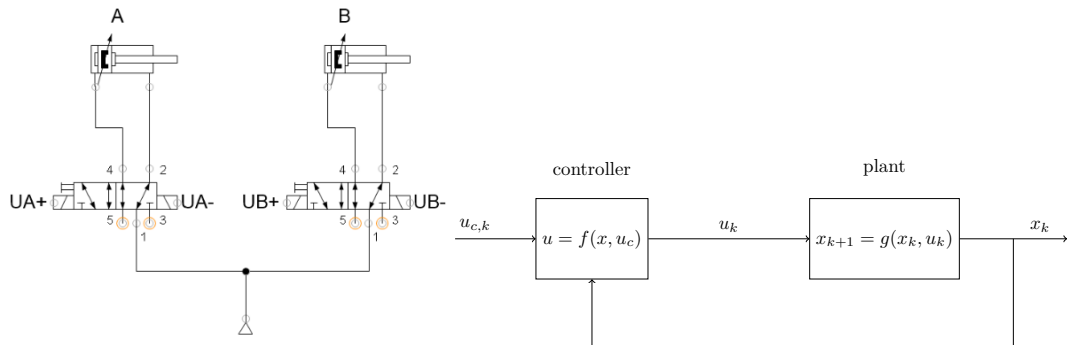 A
B
4
2
4
2
UA+
UA-
UB+
UB-
5
3
5
3
1
1
controller
plant
$u_{c,k}$
$u = f(x, u_c)$
$u_k$
$x_{k+1} = g(x_k, u_k)$
$x_k$